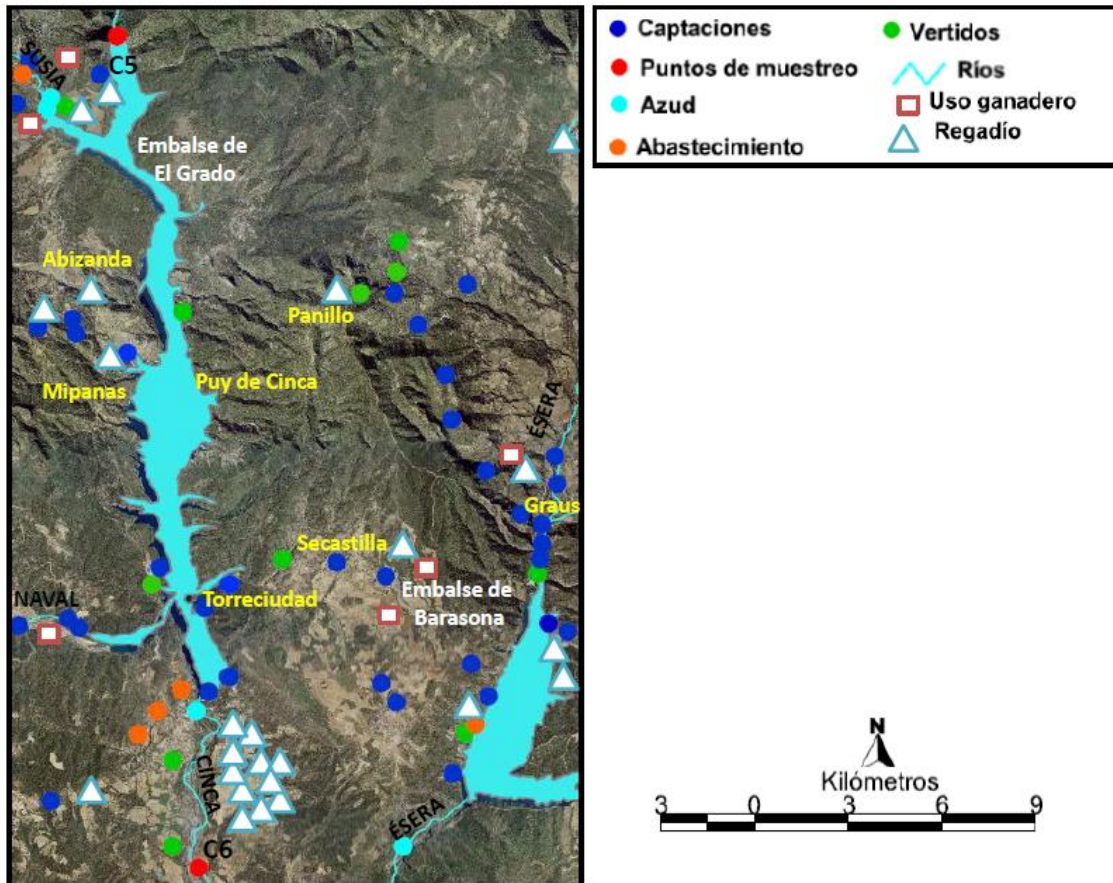 SUSIA
C5
Embalse de
El Grado
Abizanda
Panillo
Mipanas
Puy de Cinca
ÉSERA
Graus
Secastilla
Embalse de
Barasona
Torreciudad
NAVAL
CINCA
ÉSERA
C6
Captaciones
Puntos de muestreo
Azud
Abastecimiento
Vertidos
Ríos
Uso ganadero
Regadío
N
Kilómetros
3 0 3 6 9